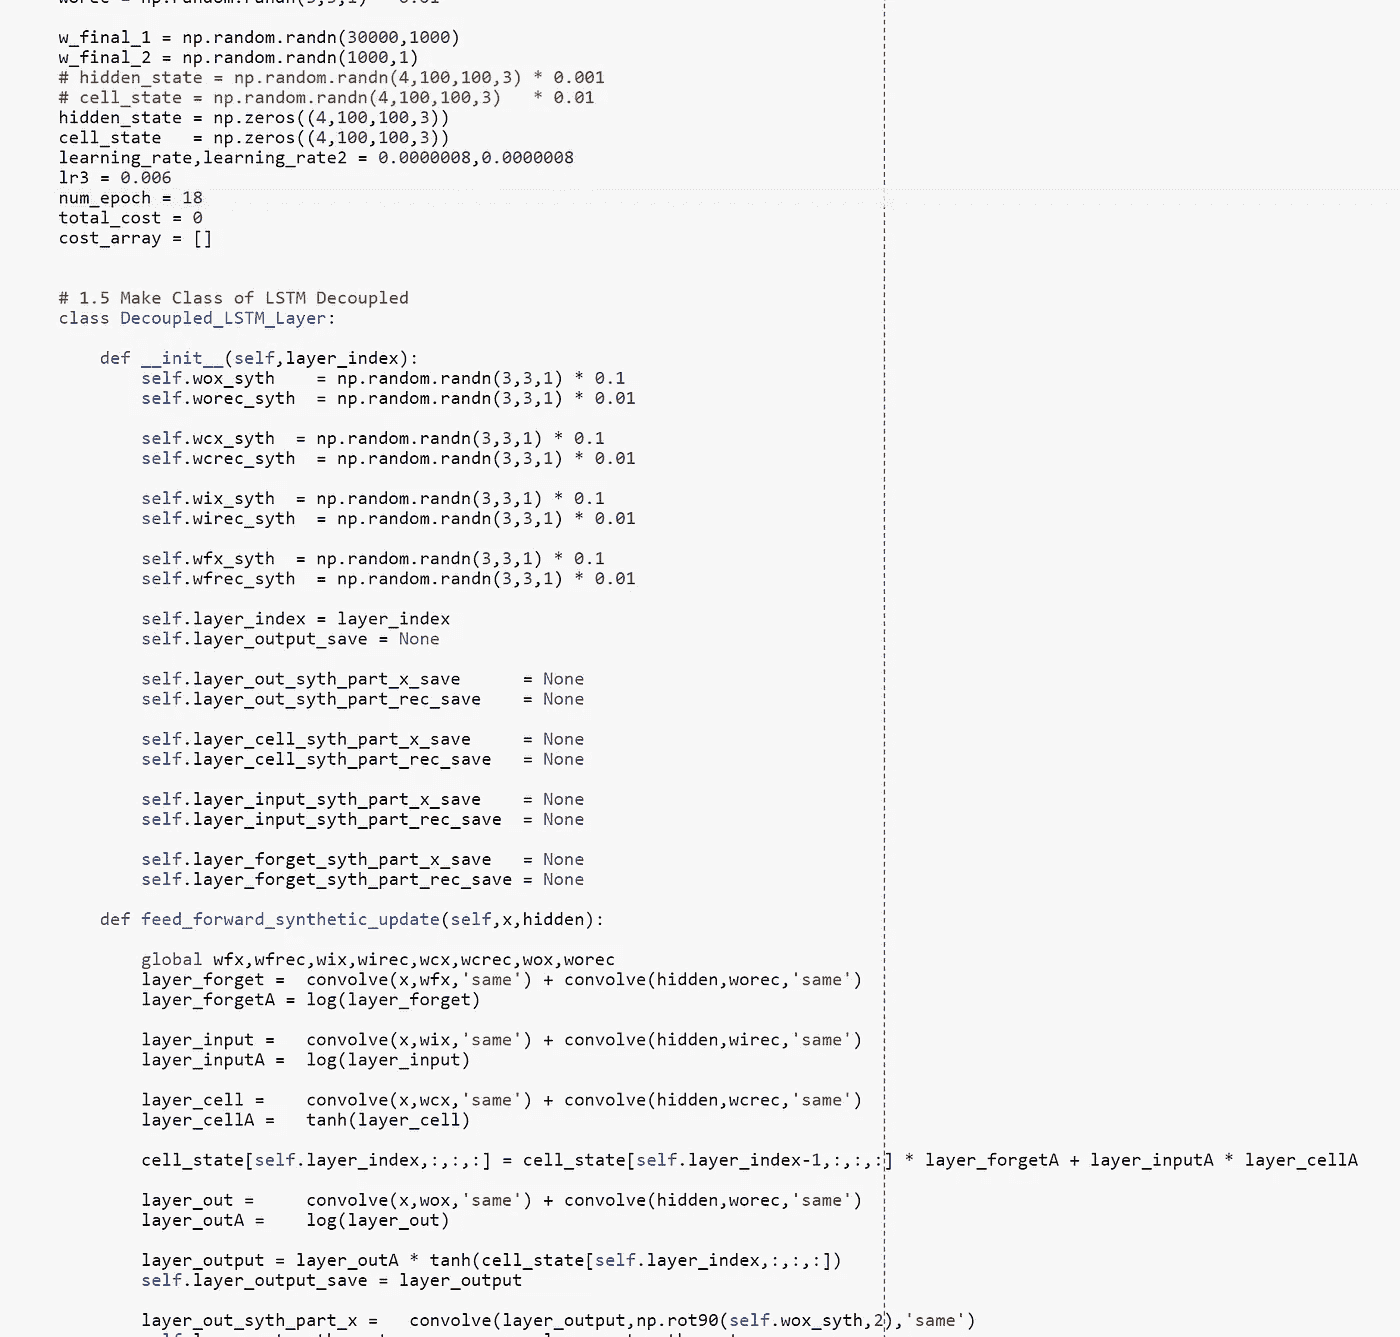 worec = np.random.randn(3,3,1) * 0.01
w_final_1 = np.random.randn(30000,1000)
w_final_2 = np.random.randn(1000,1)
# hidden_state = np.random.randn(4,100,100,3) * 0.001
# cell_state = np.random.randn(4,100,100,3)   * 0.01
hidden_state = np.zeros((4,100,100,3))
cell_state   = np.zeros((4,100,100,3))
learning_rate,learning_rate2 = 0.0000008,0.0000008
lr3 = 0.006
num_epoch = 18
total_cost = 0
cost_array = []
# 1.5 Make Class of LSTM Decoupled
class Decoupled_LSTM_Layer:
    def __init__(self,layer_index):
        self.wox_syth    = np.random.randn(3,3,1) * 0.1
        self.worec_syth  = np.random.randn(3,3,1) * 0.01
        self.wcx_syth  = np.random.randn(3,3,1) * 0.1
        self.wcrec_syth  = np.random.randn(3,3,1) * 0.01
        self.wix_syth  = np.random.randn(3,3,1) * 0.1
        self.wirec_syth  = np.random.randn(3,3,1) * 0.01
        self.wfx_syth  = np.random.randn(3,3,1) * 0.1
        self.wfrec_syth  = np.random.randn(3,3,1) * 0.01
        self.layer_index = layer_index
        self.layer_output_save = None
        self.layer_out_syth_part_x_save      = None
        self.layer_out_syth_part_rec_save    = None
        self.layer_cell_syth_part_x_save     = None
        self.layer_cell_syth_part_rec_save   = None
        self.layer_input_syth_part_x_save    = None
        self.layer_input_syth_part_rec_save  = None
        self.layer_forget_syth_part_x_save   = None
        self.layer_forget_syth_part_rec_save = None
    def feed_forward_synthetic_update(self,x,hidden):
        global wfx,wfrec,wix,wirec,wcx,wcrec,wox,worec
        layer_forget =  convolve(x,wfx,'same') + convolve(hidden,worec,'same')
        layer_forgetA = log(layer_forget)
        layer_input =   convolve(x,wix,'same') + convolve(hidden,wirec,'same')
        layer_inputA =  log(layer_input)
        layer_cell =    convolve(x,wcx,'same') + convolve(hidden,wcrec,'same')
        layer_cellA =   tanh(layer_cell)
        cell_state[self.layer_index,:,:,:] = cell_state[self.layer_index-1,:,:,:] * layer_forgetA + layer_inputA * layer_cellA
        layer_out =     convolve(x,wox,'same') + convolve(hidden,worec,'same')
        layer_outA =    log(layer_out)
        layer_output = layer_outA * tanh(cell_state[self.layer_index,:,:,:])
        self.layer_output_save = layer_output
        layer_out_syth_part_x =   convolve(layer_output,np.rot90(self.wox_syth,2),'same')